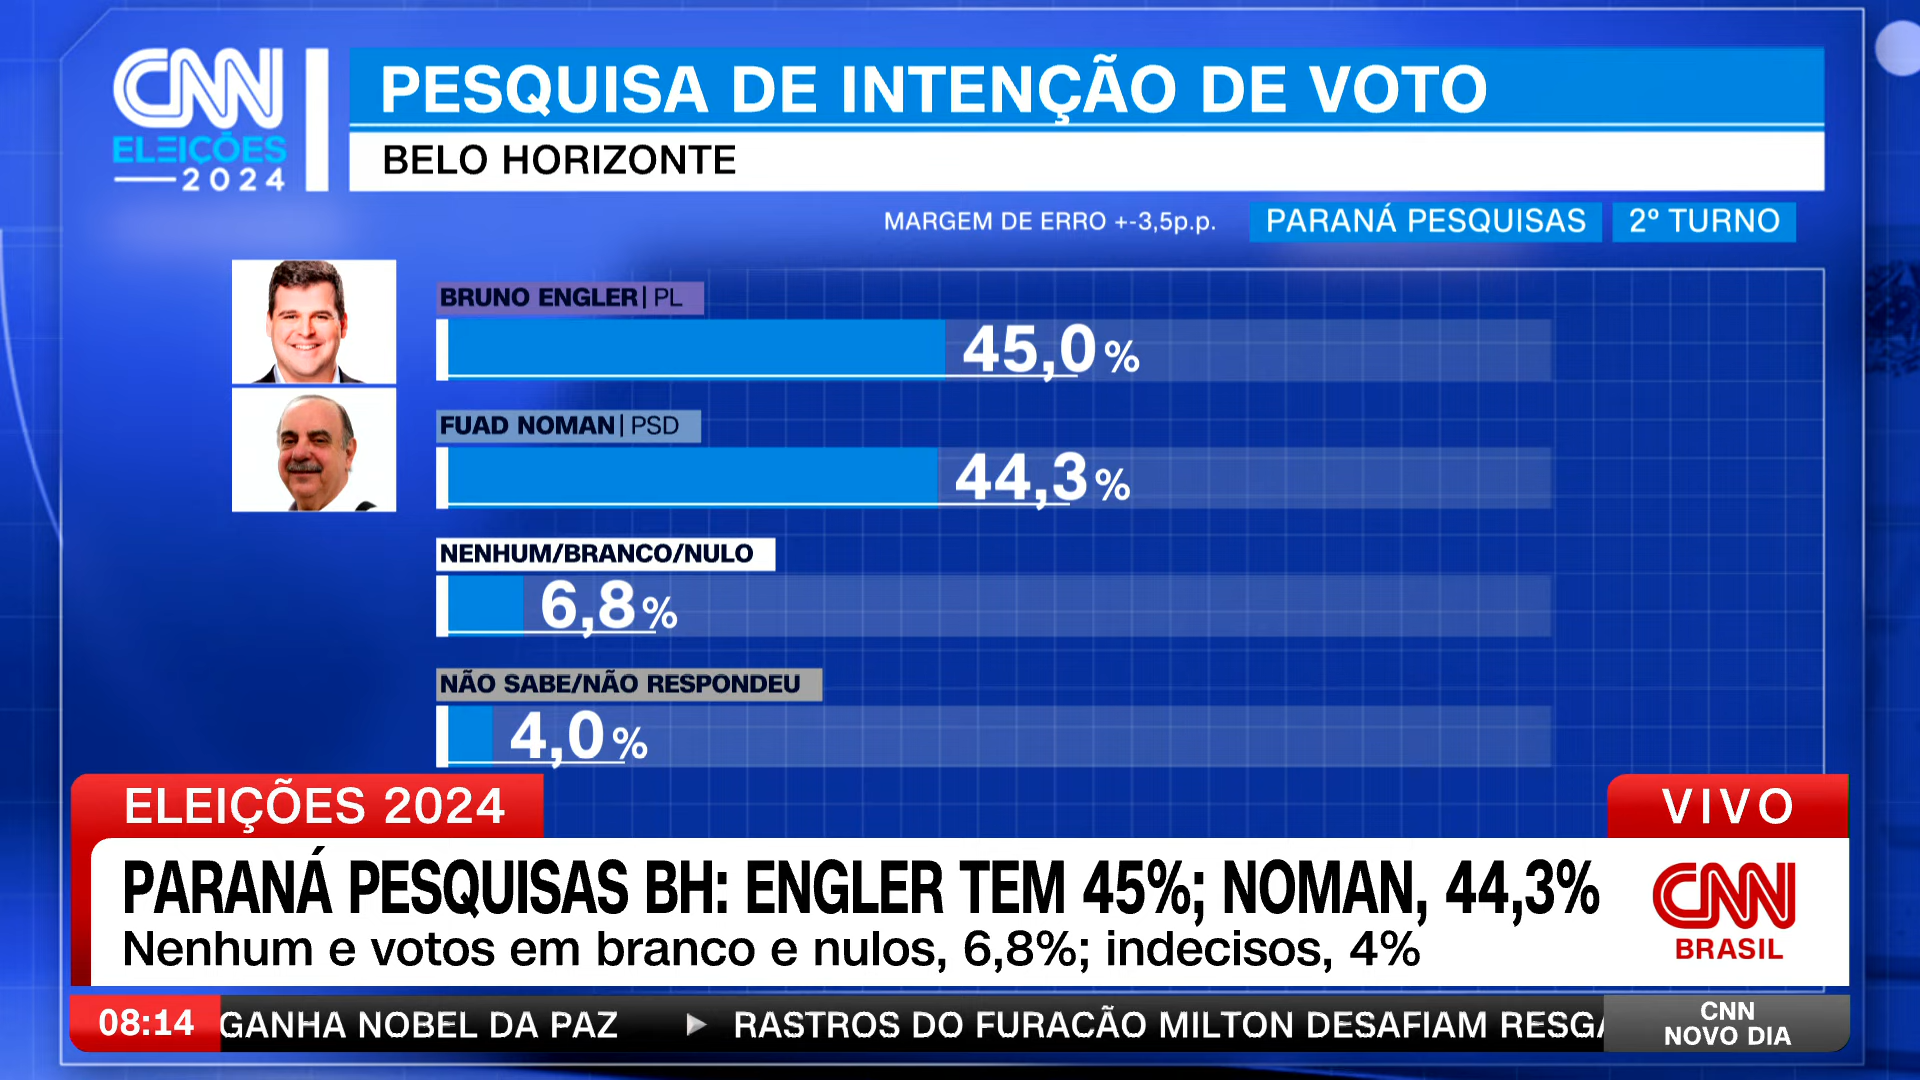 CNN
ELEIÇÕES
2024
PESQUISA DE INTENÇÃO DE VOTO
BELO HORIZONTE
MARGEM DE ERRO +-3,5p.p.
PARANÁ PESQUISAS
2º TURNO
BRUNO ENGLER| PL
45,0%
FUAD NOMAN| PSD
44,3%
NENHUM/BRANCO/NULO
6,8%
NÃO SABE/NÃO RESPONDEU
4,0%
ELEIÇÕES 2024
VIVO
PARANÁ PESQUISAS BH: ENGLER TEM 45%; NOMAN, 44,3%
Nenhum e votos em branco e nulos, 6,8%; indecisos, 4%
CNN
BRASIL
08:14
GANHA NOBEL DA PAZ
RASTROS DO FURACÃO MILTON DESAFIAM RESGA
CNN
NOVO DIA